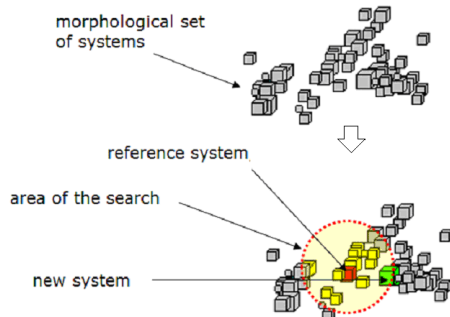 morphological set
of systems
reference system
area of the search
new system